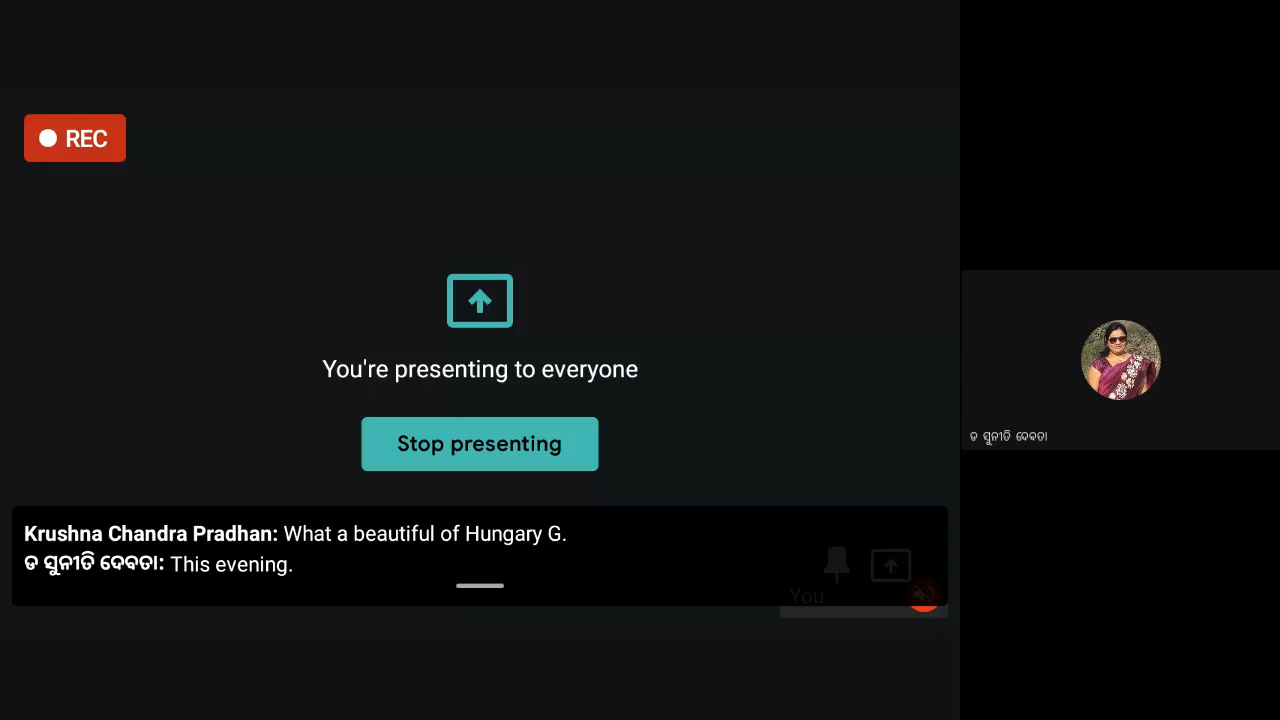 REC
You're presenting to everyone
Stop presenting
Krushna Chandra Pradhan: What a beautiful of Hungary G.
ଡ ସୁନୀତି ଦେବତା: This evening.
You
ଡ ସୁନୀତି ଦେବତା